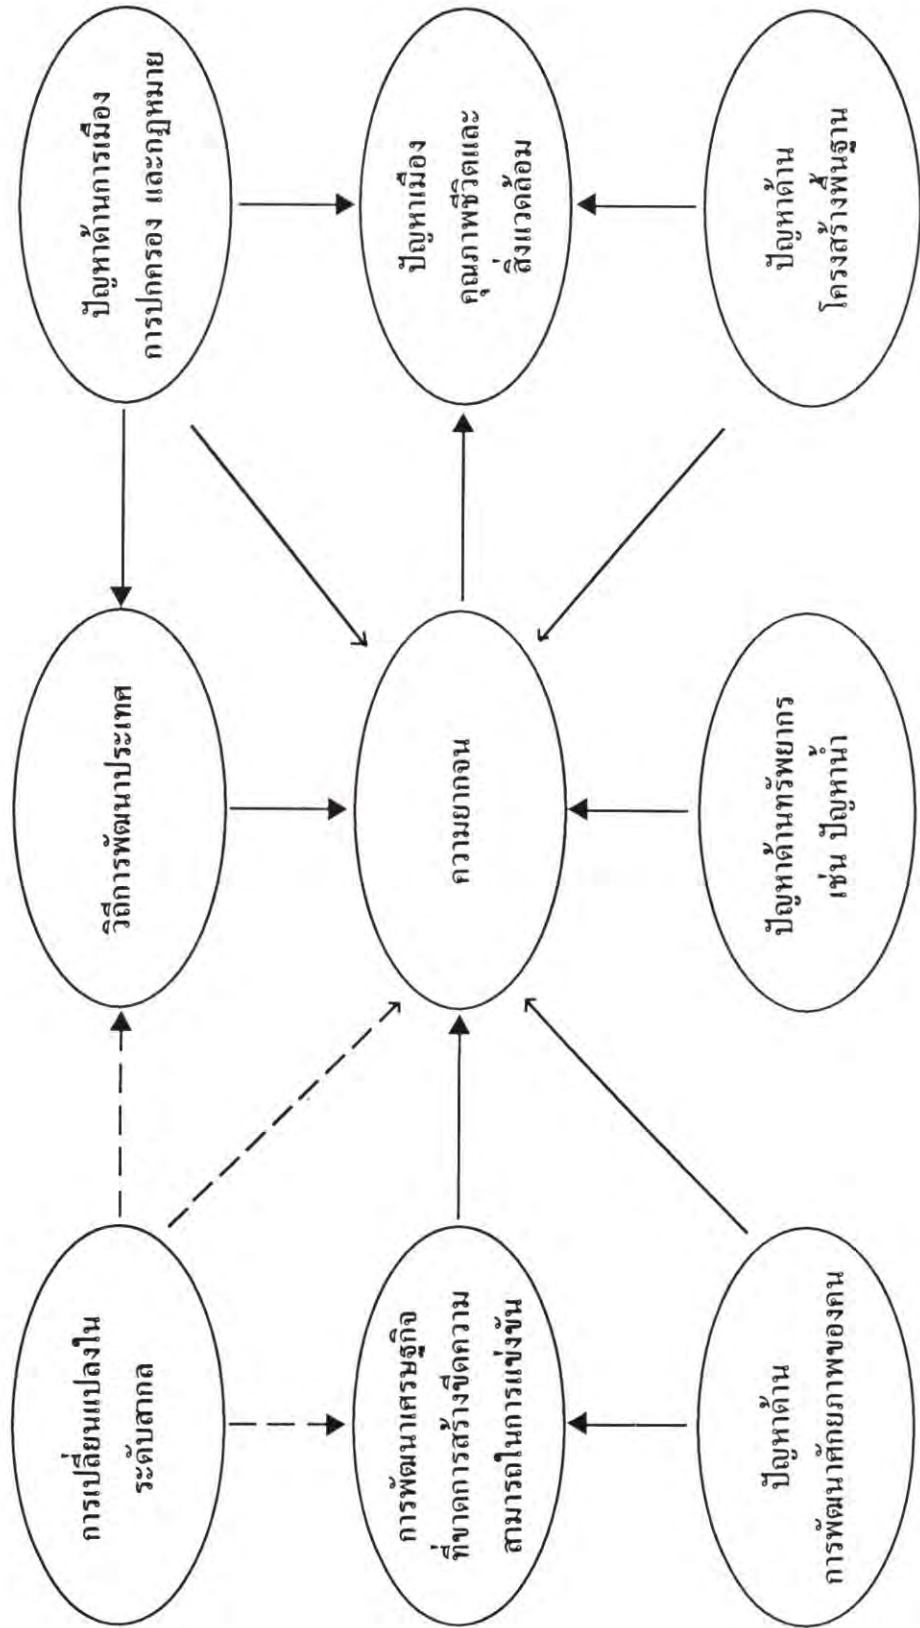 การเปลี่ยนแปลงใน
ระดับสากล
วิถีการพัฒนาประเทศ
ปัญหาด้านการเมือง
การปกครอง และกฎหมาย
การพัฒนาเศรษฐกิจ
ที่ขาดการสร้างขีดความ
สามารถในการแข่งขัน
ความยากจน
ปัญหาเมือง
คุณภาพชีวิตและ
สิ่งแวดล้อม
ปัญหาด้าน
การพัฒนาศักยภาพของคน
ปัญหาด้านทรัพยากร
เช่น ปัญหาน้ำ
ปัญหาด้าน
โครงสร้างพื้นฐาน